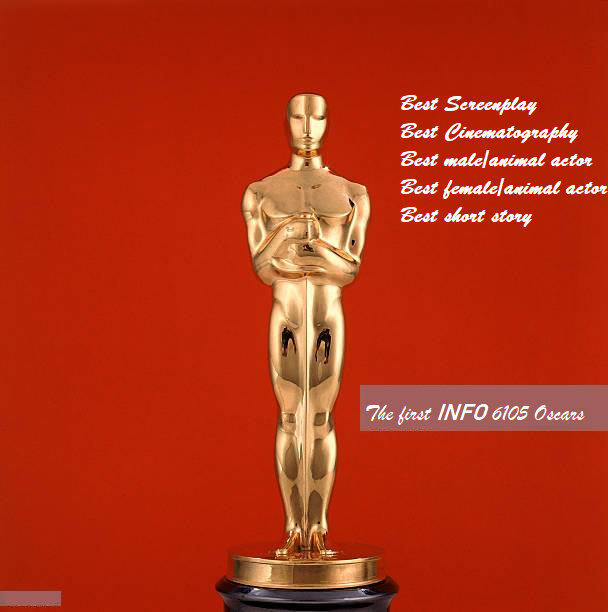 Best Screenplay
Best Cinematography
Best male/animal actor
Best female/animal actor
Best short story
The first INFO 6105 Oscars